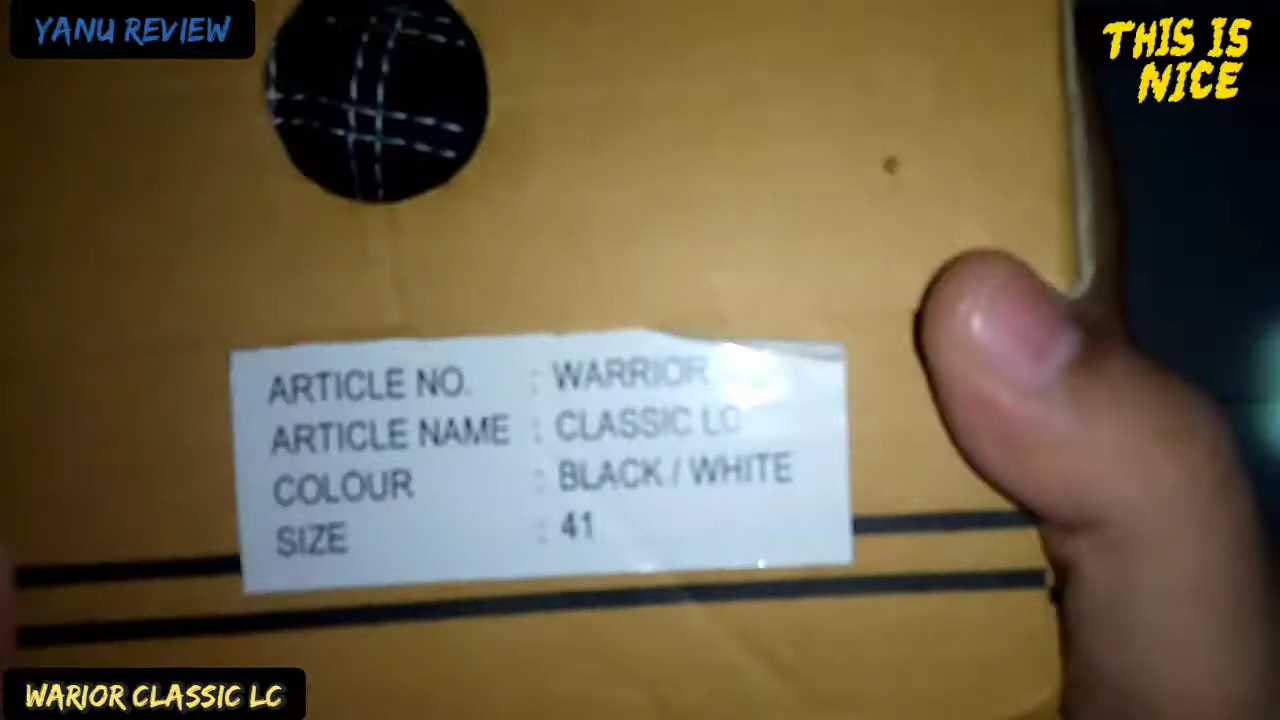 YANU REVIEW
THIS IS
NICE
ARTICLE NO. : WARRIOR
ARTICLE NAME : CLASSIC LC
COLOUR : BLACK / WHITE
SIZE : 41
WARIOR CLASSIC LC